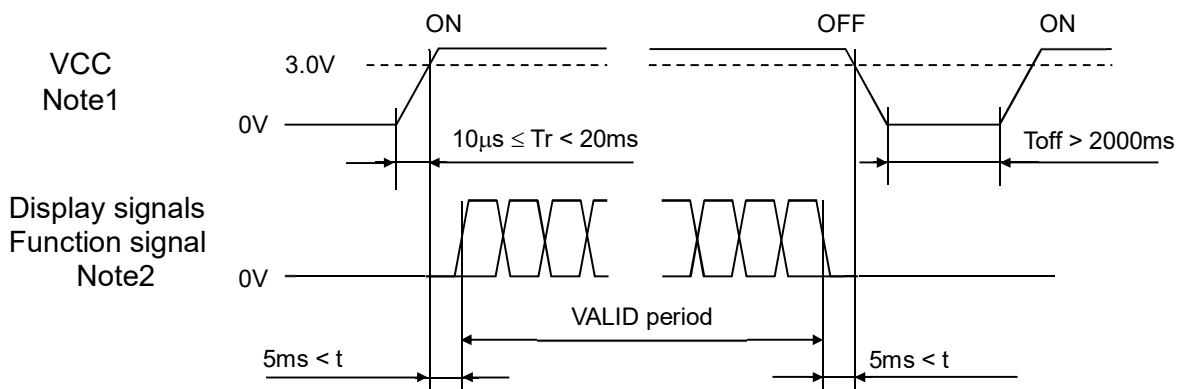 ON
OFF
ON
VCC
Note1
3.0V
0V
10μs ≤ Tr < 20ms
Toff > 2000ms
Display signals
Function signal
Note2
0V
VALID period
5ms < t
5ms < t